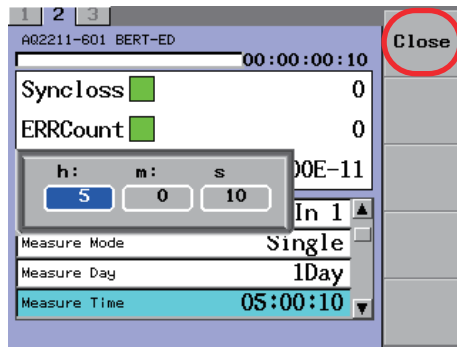 1 2 3
AQ2211-601 BERT-ED
Close
00:00:00:10
Syncloss 0
ERRCount 0
00E-11
h: m: s
5 0 10
In 1
Measure Mode Single
Measure Day 1Day
Measure Time 05:00:10